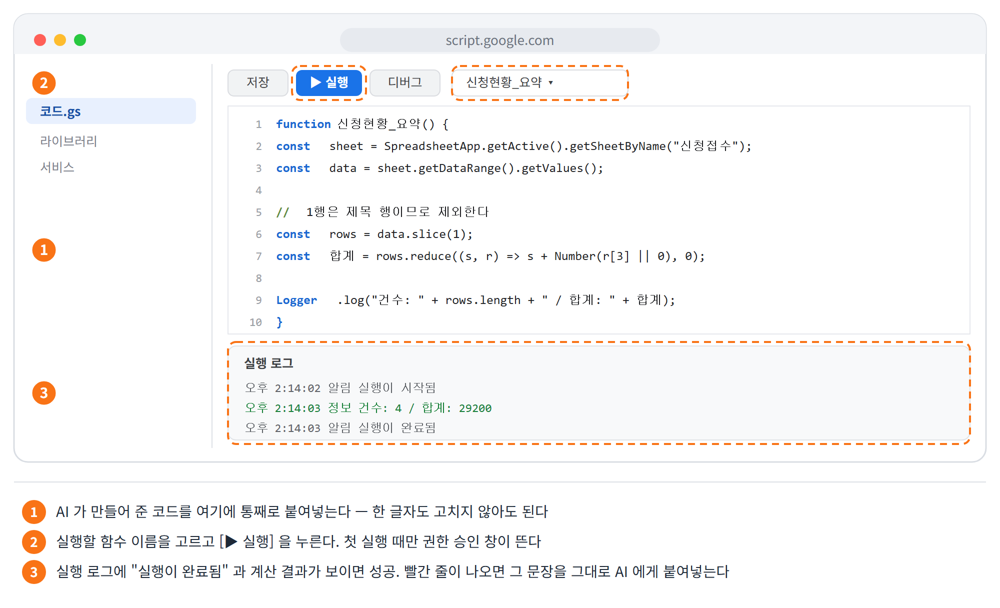 script.google.com
2
저장
▶ 실행
디버그
신청현황_요약 ▾
코드.gs
라이브러리
서비스
1
3
1 function 신청현황_요약() {
2 const sheet = SpreadsheetApp.getActive().getSheetByName("신청접수");
3 const data = sheet.getDataRange().getValues();
4
5 // 1행은 제목 행이므로 제외한다
6 const rows = data.slice(1);
7 const 합계 = rows.reduce((s, r) => s + Number(r[3] || 0), 0);
8
9 Logger .log("건수: " + rows.length + " / 합계: " + 합계);
10 }
실행 로그
오후 2:14:02 알림 실행이 시작됨
오후 2:14:03 정보 건수: 4 / 합계: 29200
오후 2:14:03 알림 실행이 완료됨
1 AI 가 만들어 준 코드를 여기에 통째로 붙여넣는다 — 한 글자도 고치지 않아도 된다
2 실행할 함수 이름을 고르고 [▶ 실행] 을 누른다. 첫 실행 때만 권한 승인 창이 뜬다
3 실행 로그에 "실행이 완료됨" 과 계산 결과가 보이면 성공. 빨간 줄이 나오면 그 문장을 그대로 AI 에게 붙여넣는다